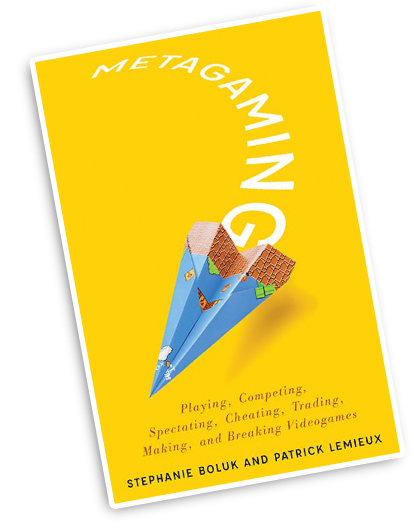 METAGAMING
Playing, Competing,
Spectating, Cheating, Trading,
Making, and Breaking Videogames
STEPHANIE BOLUK AND PATRICK LEMIEUX